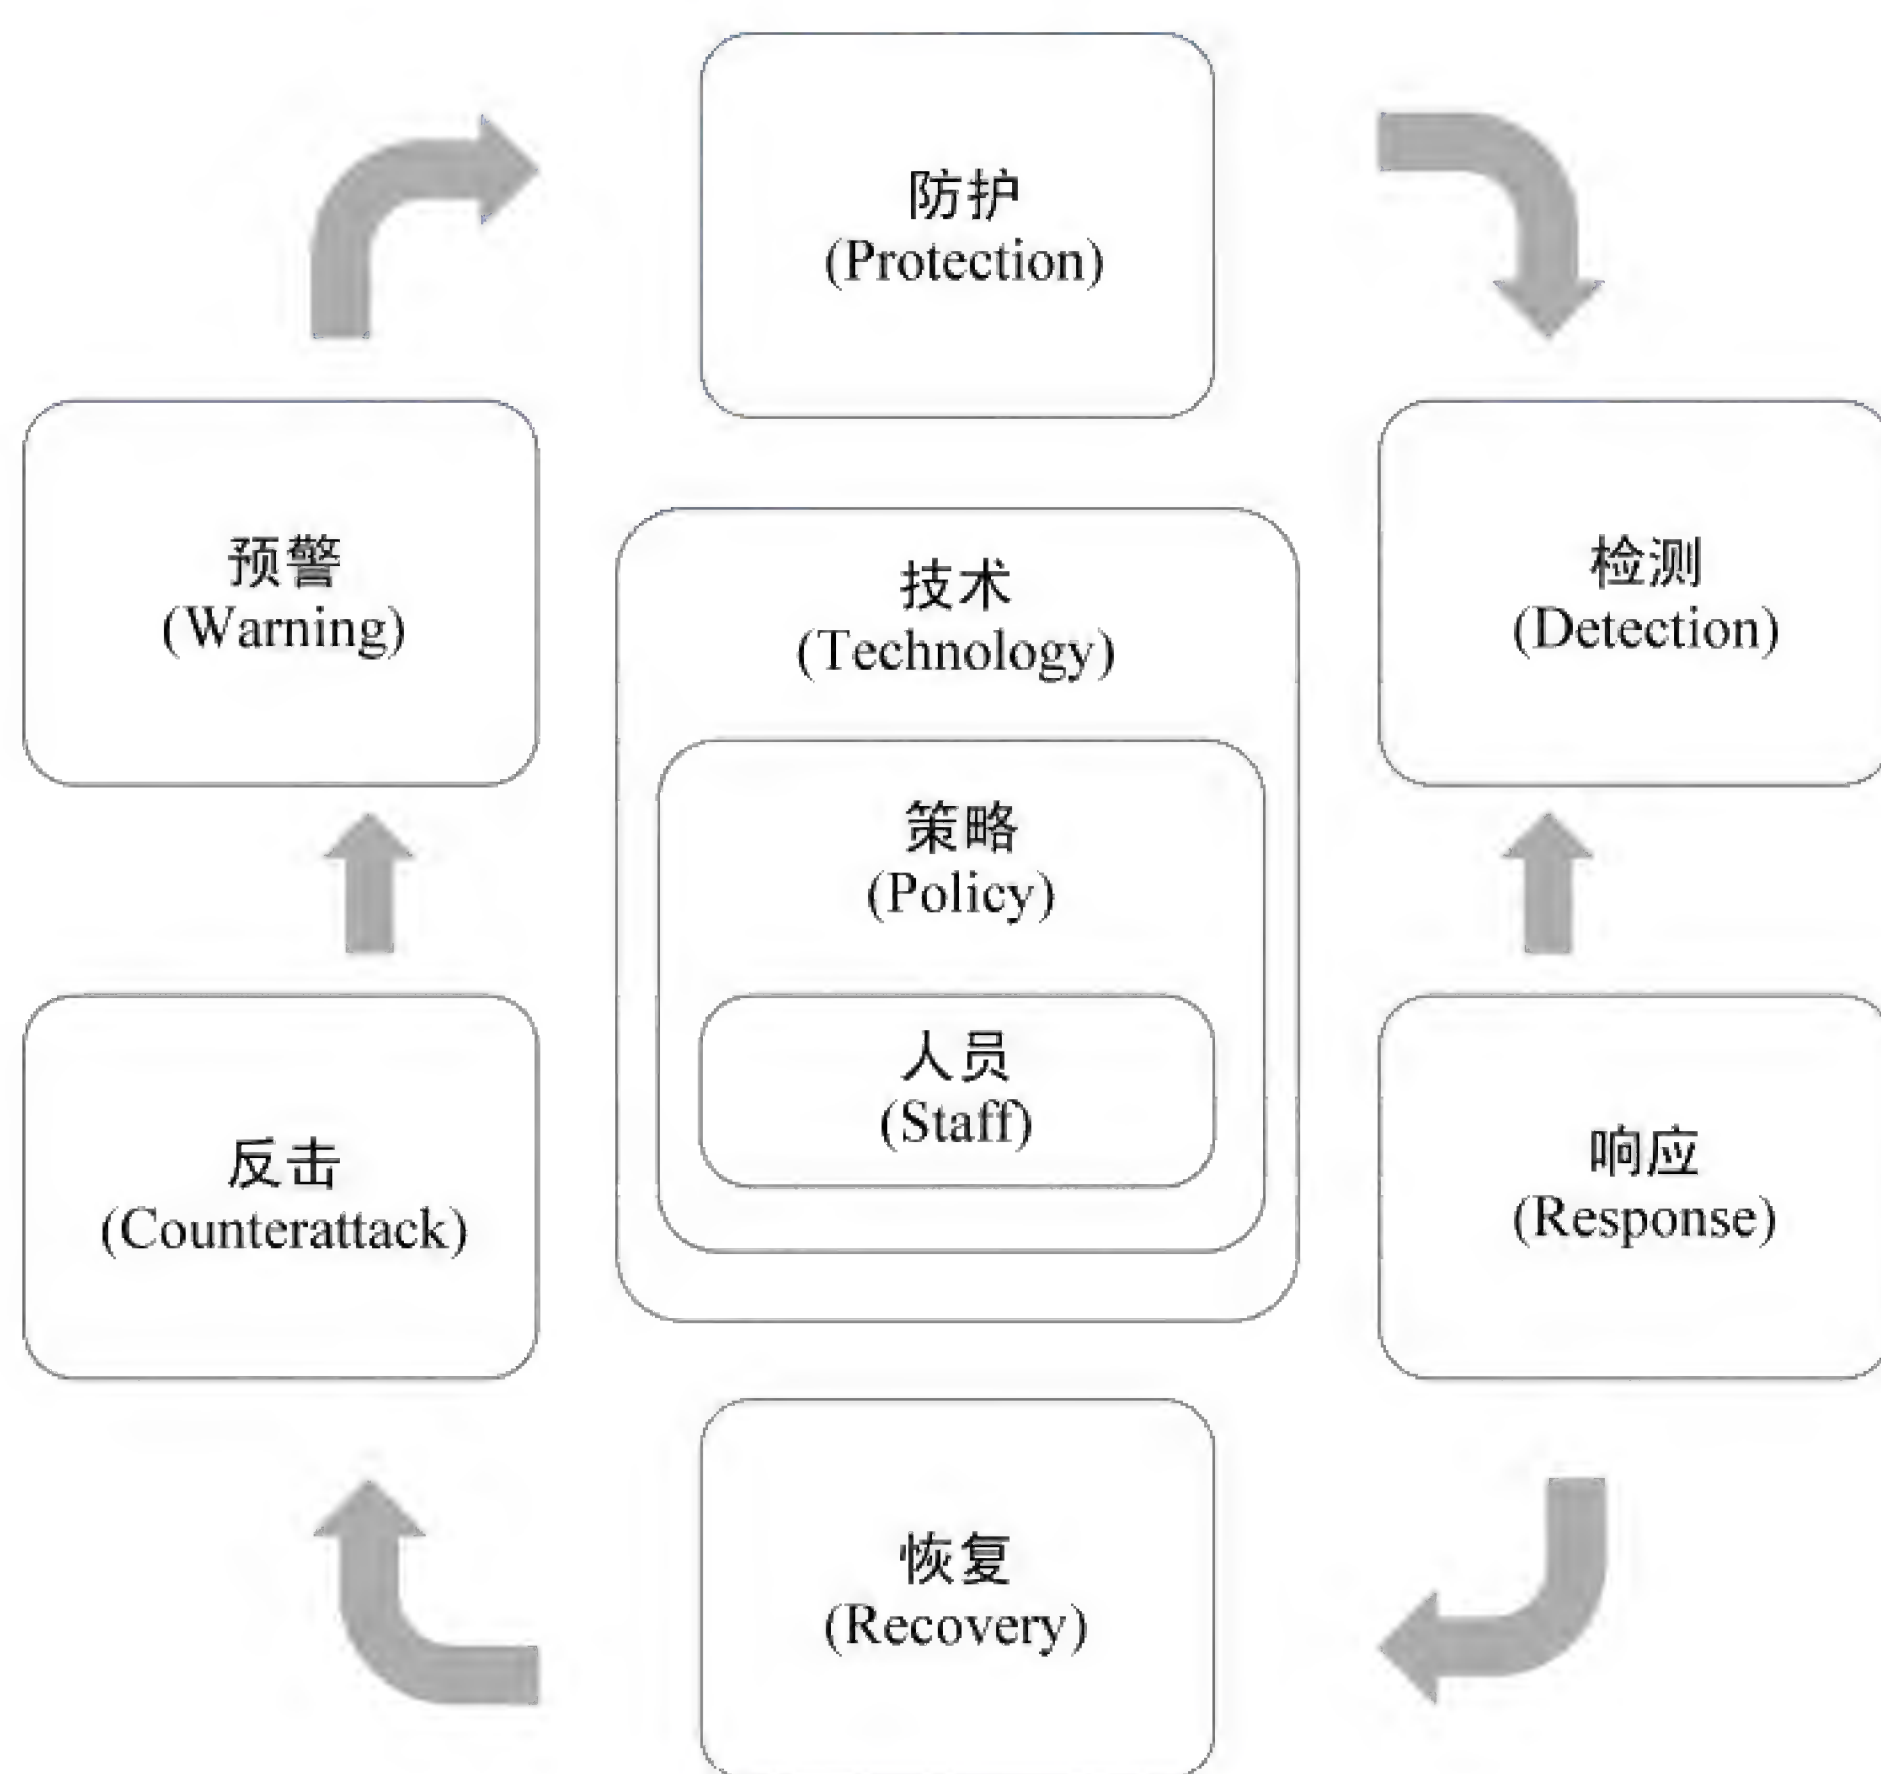 防护
(Protection)
预警
(Warning)
技术
(Technology)
检测
(Detection)
策略
(Policy)
人员
(Staff)
反击
(Counterattack)
响应
(Response)
恢复
(Recovery)